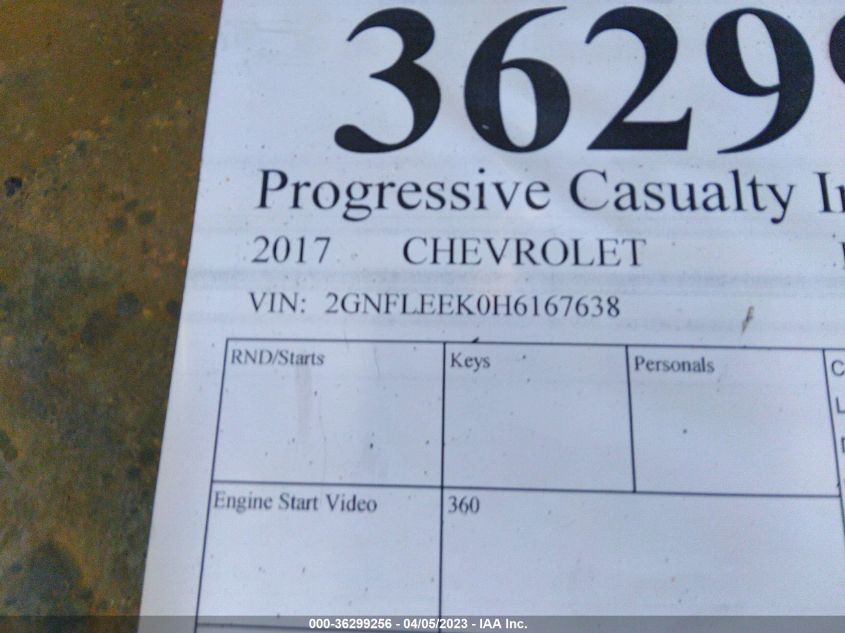 3629
Progressive Casualty
2017 CHEVROLET
VIN: 2GNFLEEK0H6167638
RND/Starts Keys Personals
Engine Start Video 360
000-36299256 - 04/05/2023 - IAA Inc.